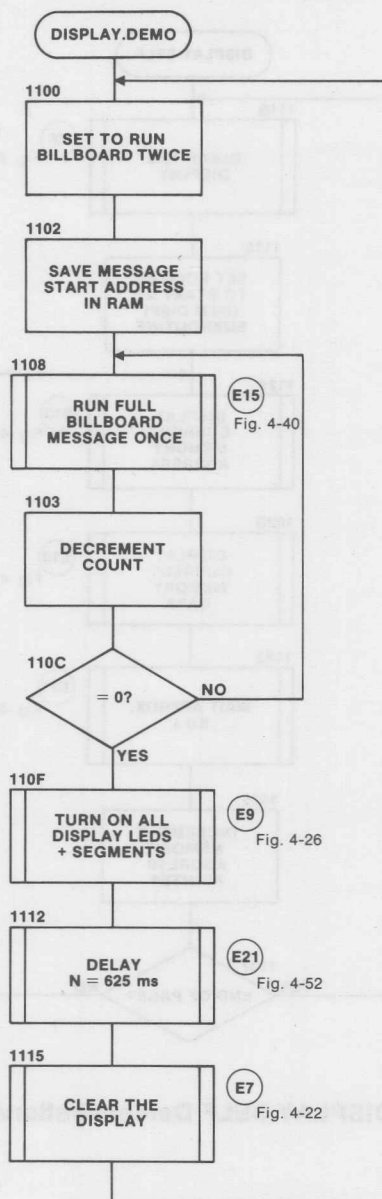 DISPLAY.DEMO
1100
SET TO RUN
BILLBOARD TWICE
1102
SAVE MESSAGE
START ADDRESS
IN RAM
1108
RUN FULL
BILLBOARD
MESSAGE ONCE
E15
Fig. 4-40
1103
DECREMENT
COUNT
110C
= 0?
NO
YES
110F
TURN ON ALL
DISPLAY LEDS
+ SEGMENTS
E9
Fig. 4-26
1112
DELAY
N = 625 ms
E21
Fig. 4-52
1115
CLEAR THE
DISPLAY
E7
Fig. 4-22